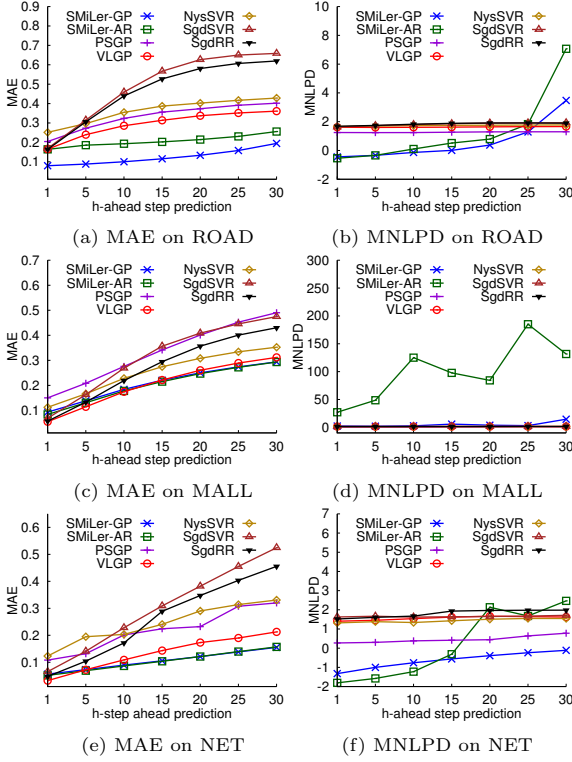 SMiLer-GP
SMiLer-AR
PSGP
VLGP
NysSVR
SgdSVR
SgdRR
MAE
0.9
0.8
0.7
0.6
0.5
0.4
0.3
0.2
0.1
1 5 10 15 20 25 30
h-ahead step prediction
(a) MAE on ROAD
SMiLer-GP
SMiLer-AR
PSGP
VLGP
NysSVR
SgdSVR
SgdRR
MNLPD
10
8
6
4
2
0
-2
1 5 10 15 20 25 30
h-ahead step prediction
(b) MNLPD on ROAD
SMiLer-GP
SMiLer-AR
PSGP
VLGP
NysSVR
SgdSVR
SgdRR
MAE
0.7
0.6
0.5
0.4
0.3
0.2
0.1
1 5 10 15 20 25 30
h-ahead step prediction
(c) MAE on MALL
SMiLer-GP
SMiLer-AR
PSGP
VLGP
NysSVR
SgdSVR
SgdRR
MNLPD
300
250
200
150
100
50
0
1 5 10 15 20 25 30
h-ahead step prediction
(d) MNLPD on MALL
SMiLer-GP
SMiLer-AR
PSGP
VLGP
NysSVR
SgdSVR
SgdRR
MAE
0.6
0.5
0.4
0.3
0.2
0.1
1 5 10 15 20 25 30
h-step ahead prediction
(e) MAE on NET
SMiLer-GP
SMiLer-AR
PSGP
VLGP
NysSVR
SgdSVR
SgdRR
MNLPD
7
6
5
4
3
2
1
0
-1
-2
1 5 10 15 20 25 30
h-ahead step prediction
(f) MNLPD on NET